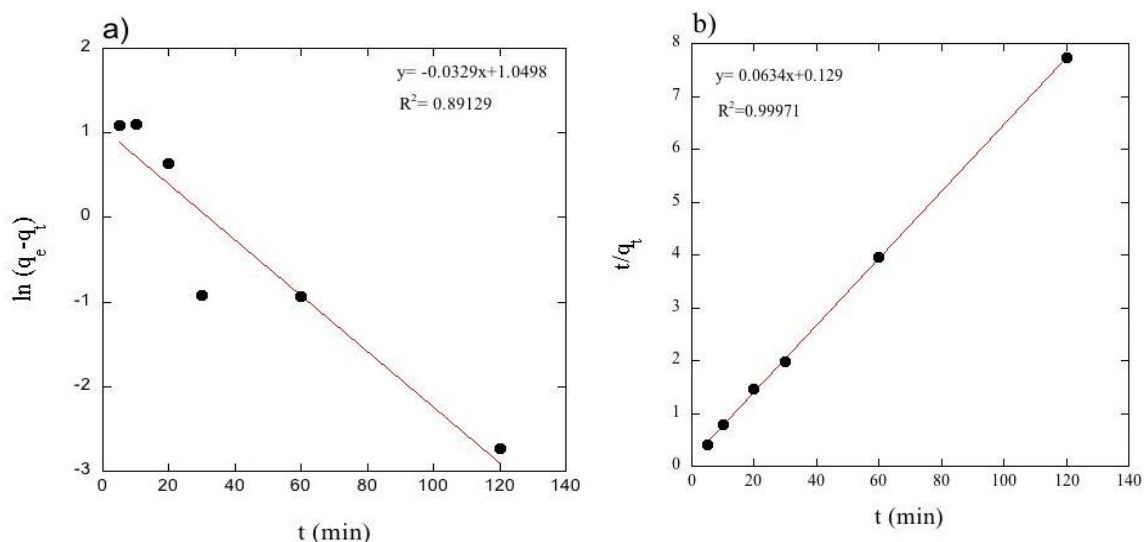 a)
y= -0.0329x+1.0498
R²= 0.89129
2
1
0
-1
-2
-3
ln (qₑ-qₜ)
0 20 40 60 80 100 120 140
t (min)
b)
y= 0.0634x+0.129
R²=0.99971
8
7
6
5
4
3
2
1
0
t/qₜ
0 20 40 60 80 100 120 140
t (min)